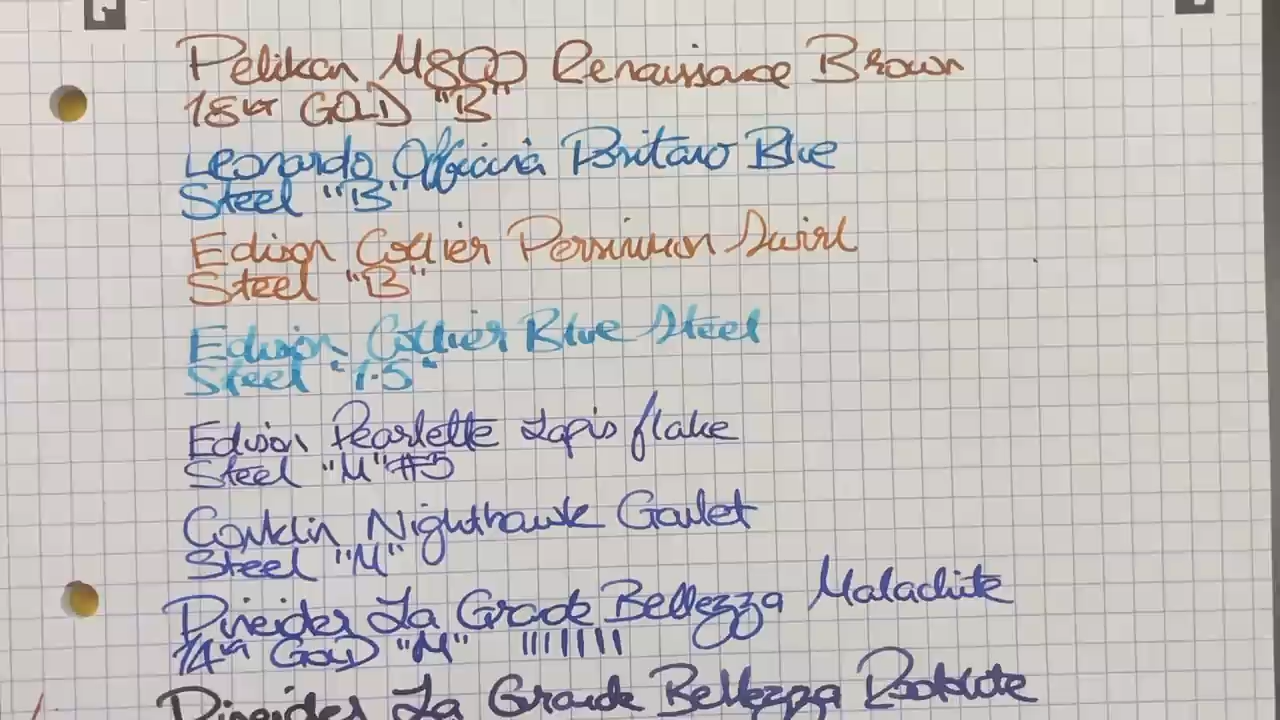 Pelikan M800 Renaissance Brown
18kt GOLD "B"
Leonardo Officina Positano Blue
Steel "B"
Edison Collier Persimmon Swirl
Steel "B"
Edison Collier Blue Steel
Steel "1.5"
Edison Pearlette Lapis flake
Steel "M" #5
Conklin Nighthawk Gaulet
Steel "M"
Pineider La Grade Bellezza Malachite
14kt Gold "M" ||||||||
Pineider La Grande Bellezza